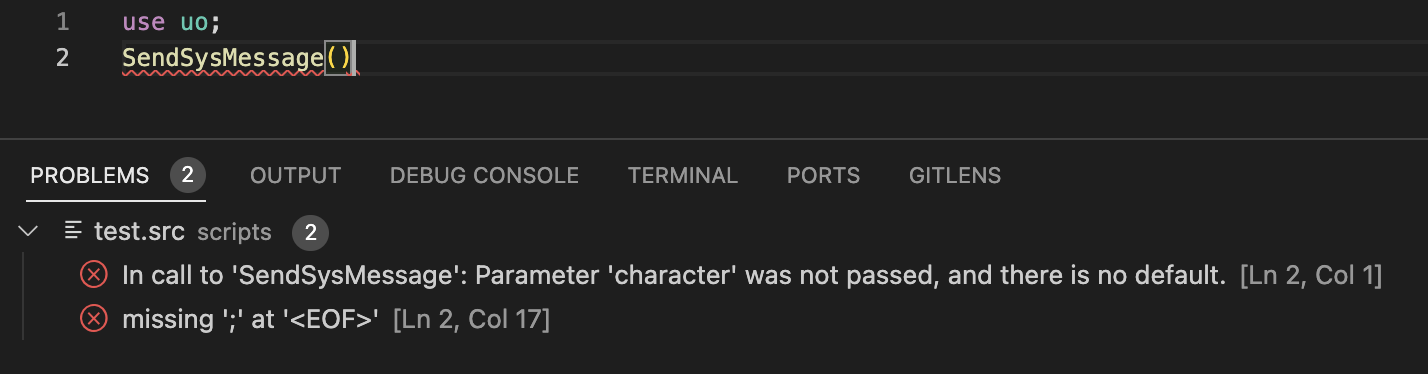 1 use uo;
2 SendSysMessage()
PROBLEMS 2 OUTPUT DEBUG CONSOLE TERMINAL PORTS GITLENS
test.src scripts 2
In call to 'SendSysMessage': Parameter 'character' was not passed, and there is no default. [Ln 2, Col 1]
missing ';' at '<EOF>' [Ln 2, Col 17]